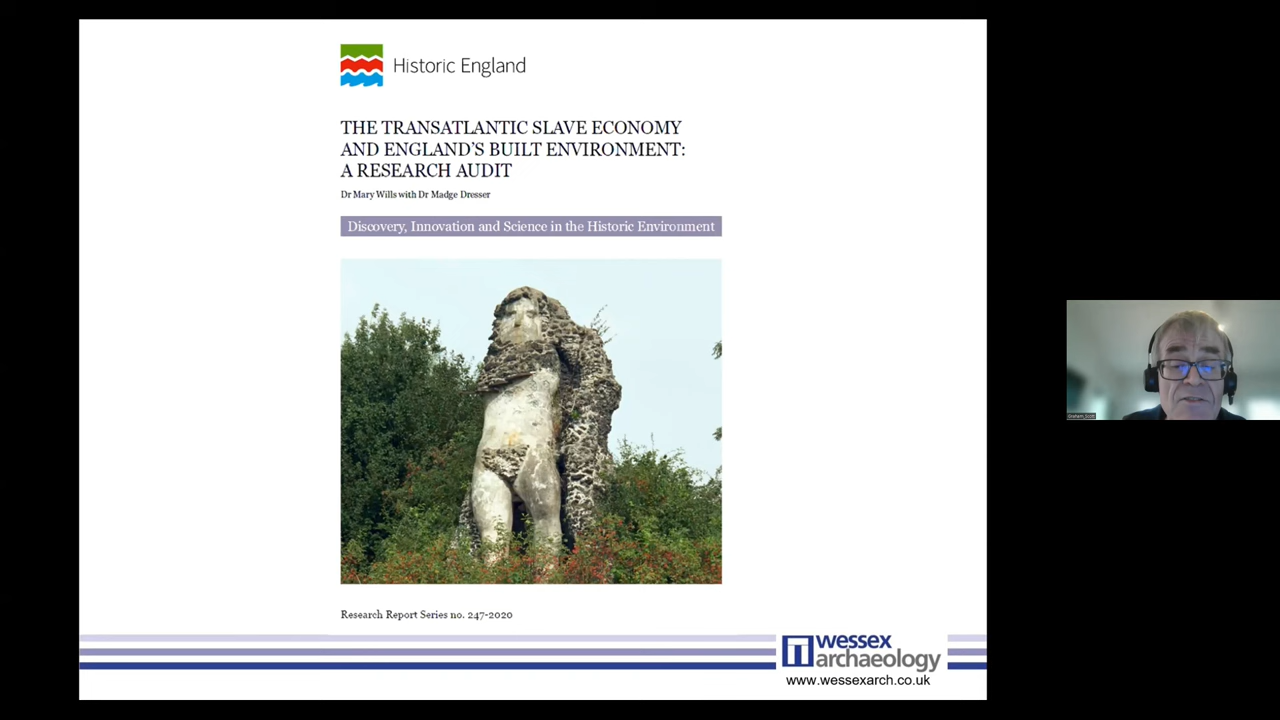 Historic England
THE TRANSATLANTIC SLAVE ECONOMY
AND ENGLAND'S BUILT ENVIRONMENT:
A RESEARCH AUDIT
Dr Mary Wills with Dr Madge Dresser
Discovery, Innovation and Science in the Historic Environment
Research Report Series no. 247-2020
wessex
archaeology
www.wessexarch.co.uk
Graham_Scott